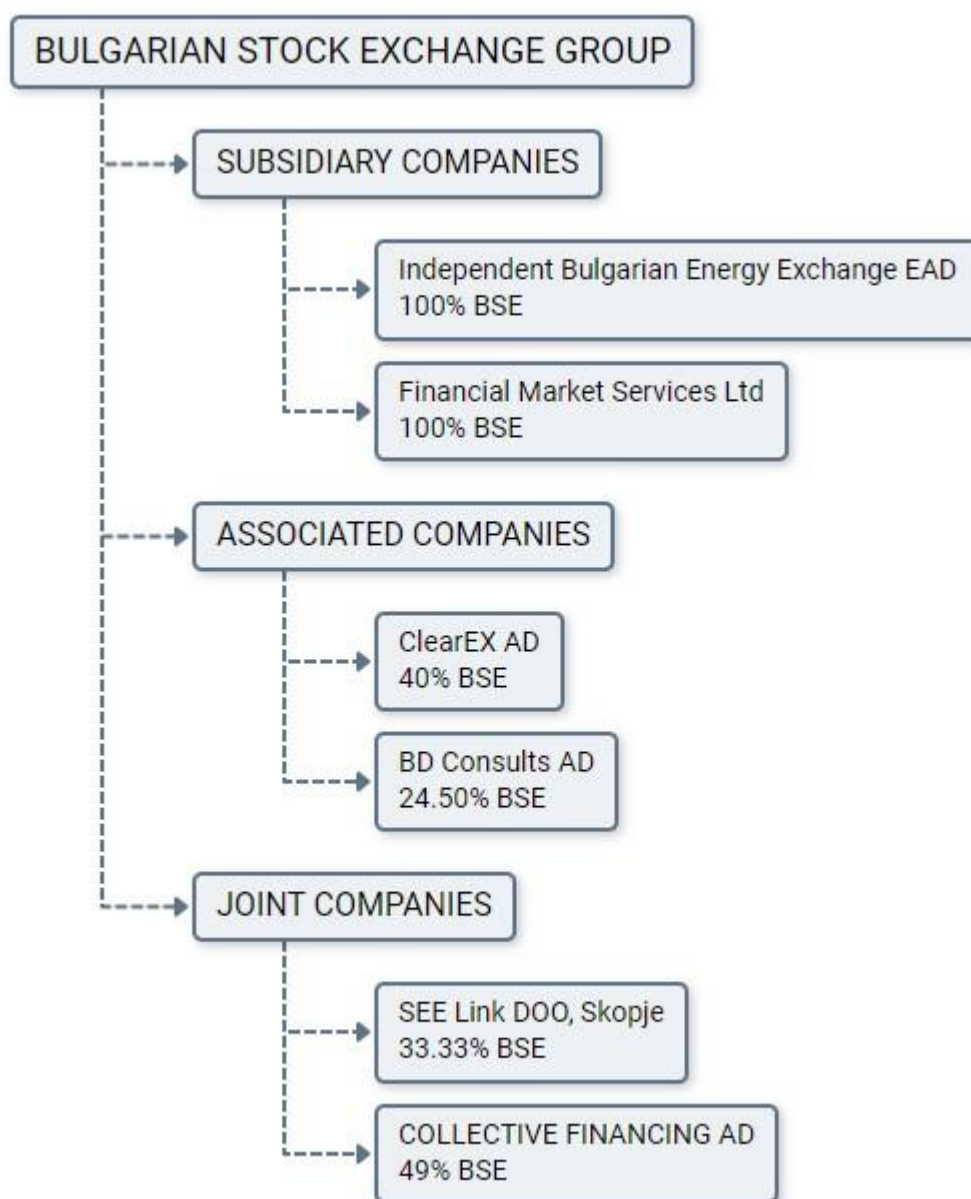 BULGARIAN STOCK EXCHANGE GROUP
SUBSIDIARY COMPANIES
Independent Bulgarian Energy Exchange EAD
100% BSE
Financial Market Services Ltd
100% BSE
ASSOCIATED COMPANIES
ClearEX AD
40% BSE
BD Consults AD
24.50% BSE
JOINT COMPANIES
SEE Link DOO, Skopje
33.33% BSE
COLLECTIVE FINANCING AD
49% BSE